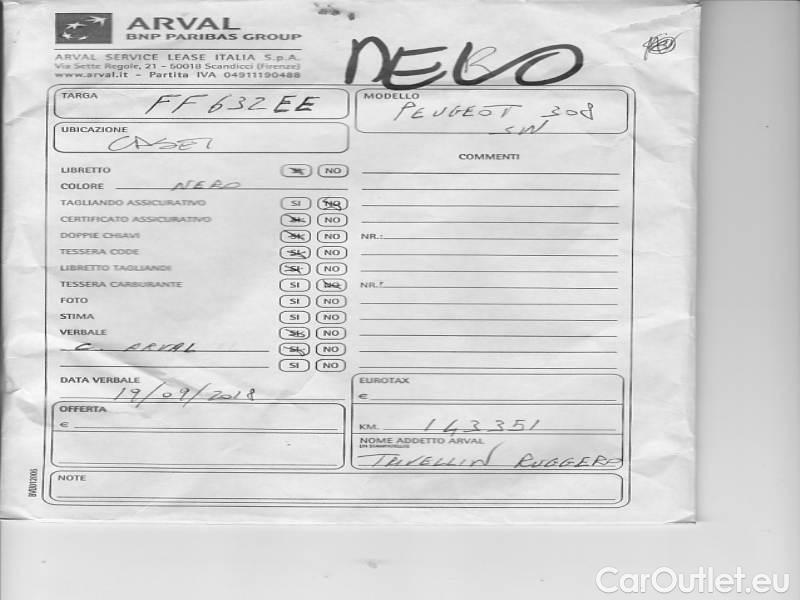 ARVAL
BNP PARIBAS GROUP
ARVAL SERVICE LEASE ITALIA S.p.A.
Via Sette Regole, 21 - 50018 Scandicci (Firenze)
www.arval.it - Partita IVA 04911190488
NERO
TARGA FF632EE
MODELLO PEUGEOT 308 SW
UBICAZIONE
COMMENTI
LIBRETTO SI NO
COLORE NERO
TAGLIANDO ASSICURATIVO SI NO
CERTIFICATO ASSICURATIVO SI NO
DOPPIE CHIAVI SI NO NR.:
TESSERA CODE SI NO
LIBRETTO TAGLIANDI SI NO
TESSERA CARBURANTE SI NO NR.:
FOTO SI NO
STIMA SI NO
VERBALE SI NO
C. ARVAL SI NO
SI NO
DATA VERBALE 19/09/2018
EUROTAX
€
OFFERTA
€
KM. 143351
NOME ADDETTO ARVAL
IN STAMPATELLO
TRIVELLIN RUGGERO
NOTE
CarOutlet.eu